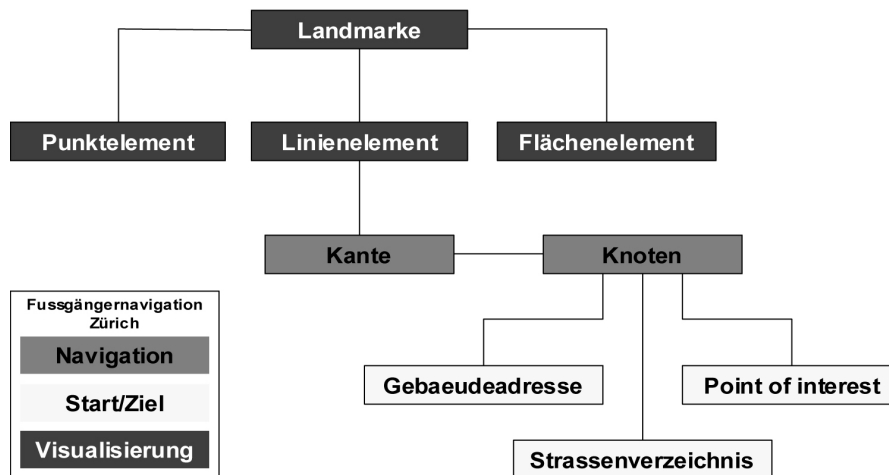 Landmarke
Punktelement
Linienelement
Flächenelement
Kante
Knoten
Fussgängernavigation
Zürich
Navigation
Start/Ziel
Visualisierung
Gebaeudeadresse
Point of interest
Strassenverzeichnis